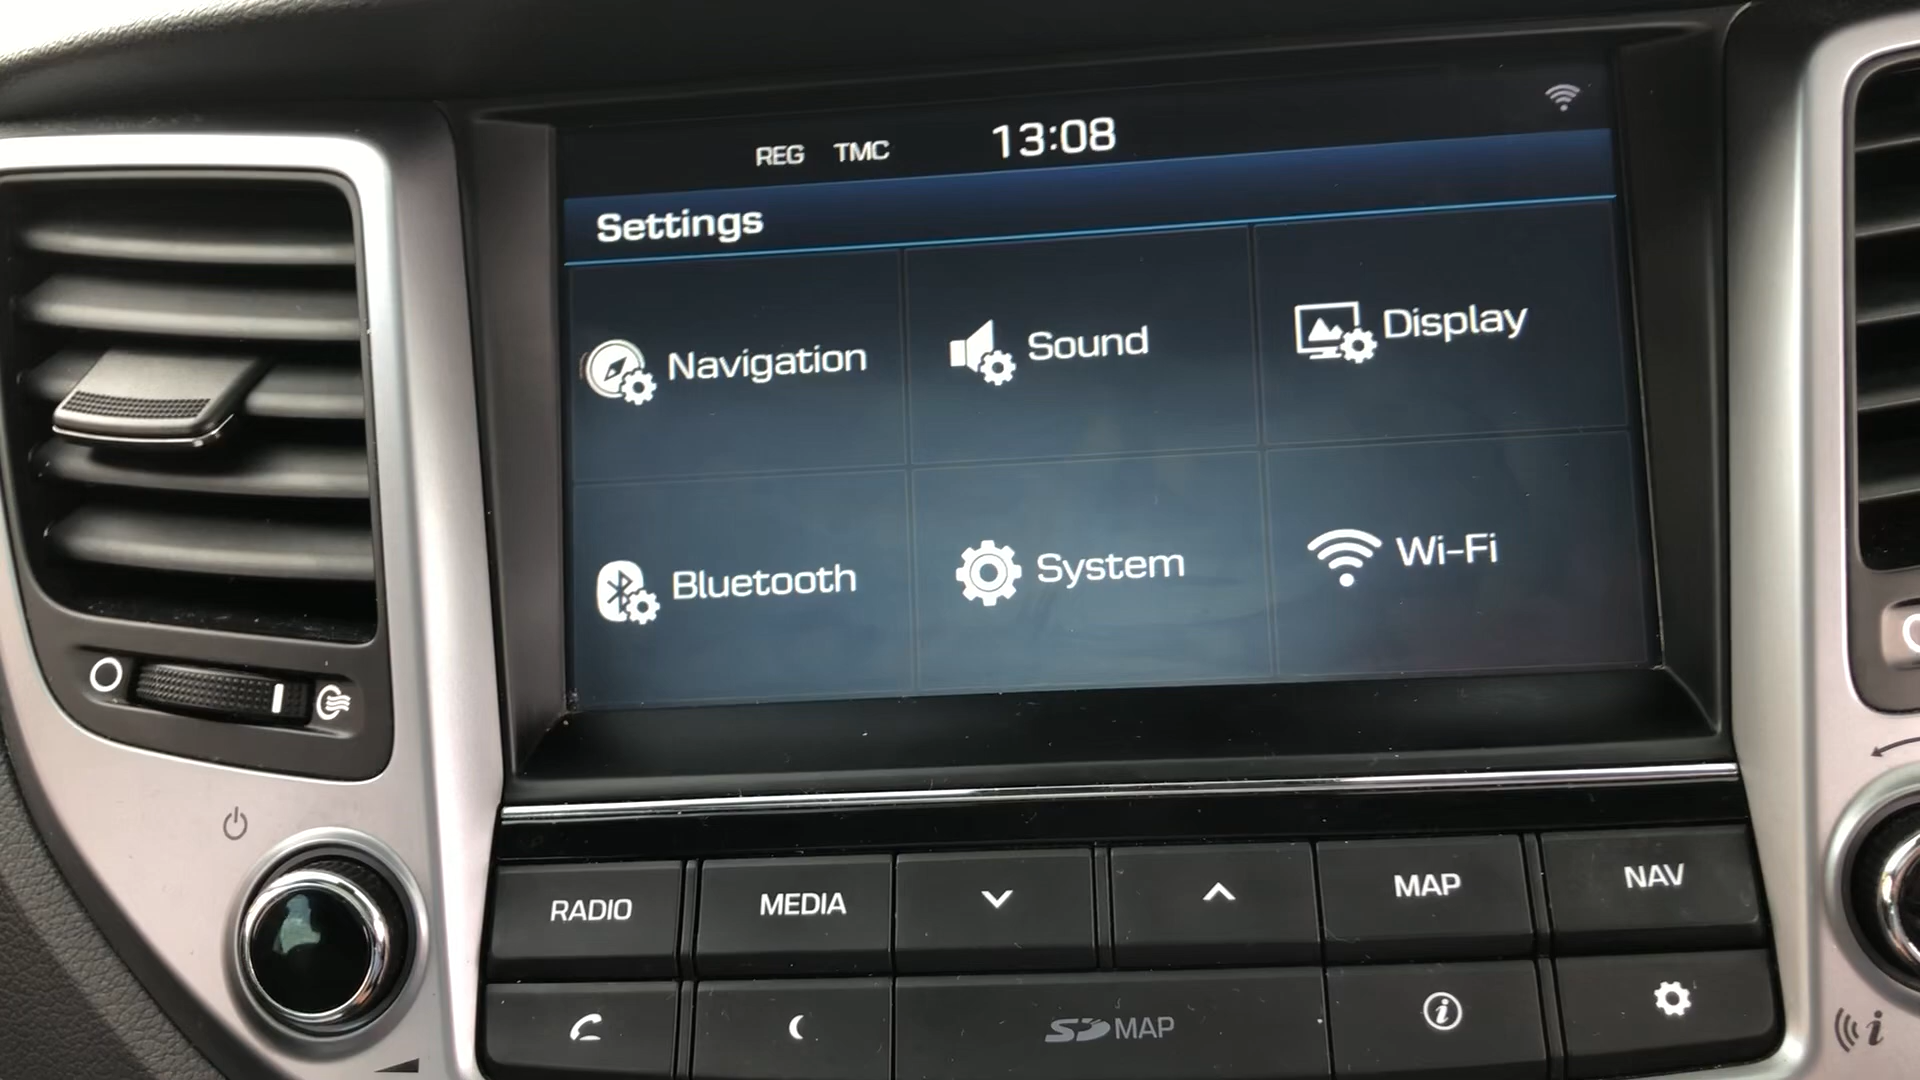 REG TMC 13:08
Settings
Navigation Sound Display
Bluetooth System Wi-Fi
RADIO MEDIA MAP NAV
SD MAP
i
i